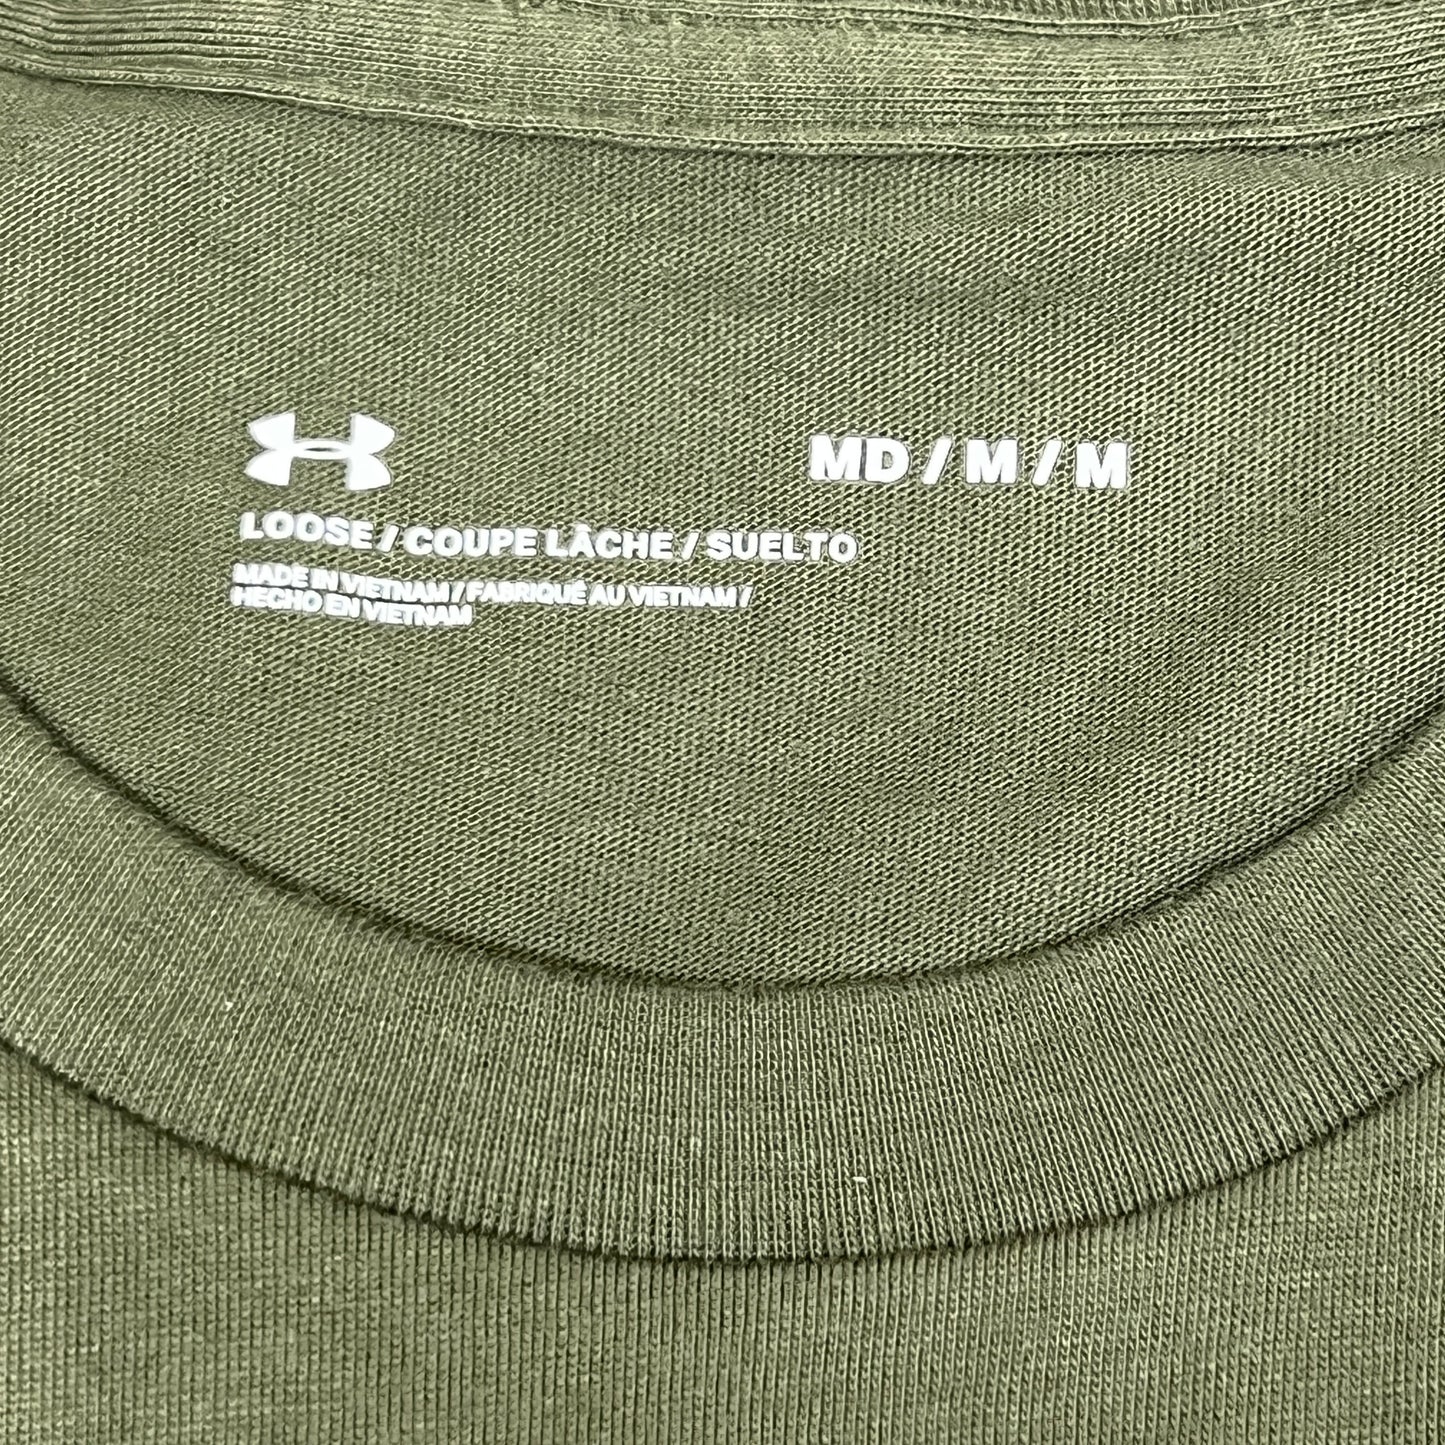 MD / M / M
LOOSE / COUPE LÂCHE / SUELTO
MADE IN VIETNAM / FABRIQUÉ AU VIETNAM /
HECHO EN VIETNAM